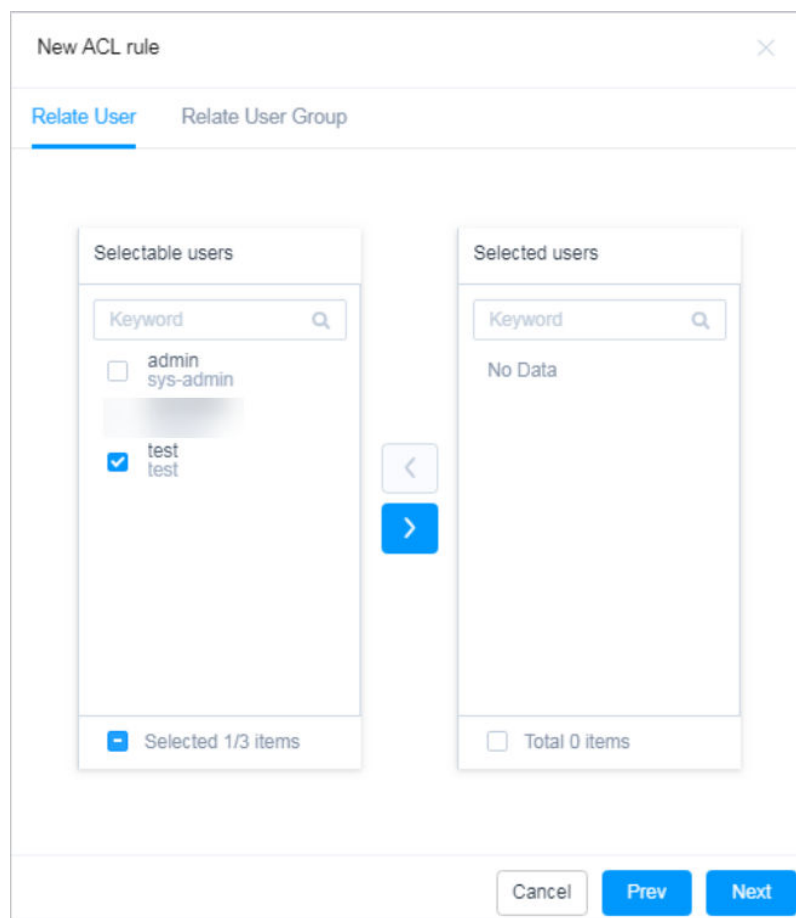 New ACL rule
Relate User Relate User Group
Selectable users
Keyword
admin
sys-admin
test
test
Selected 1/3 items
Selected users
Keyword
No Data
Total 0 items
Cancel Prev Next